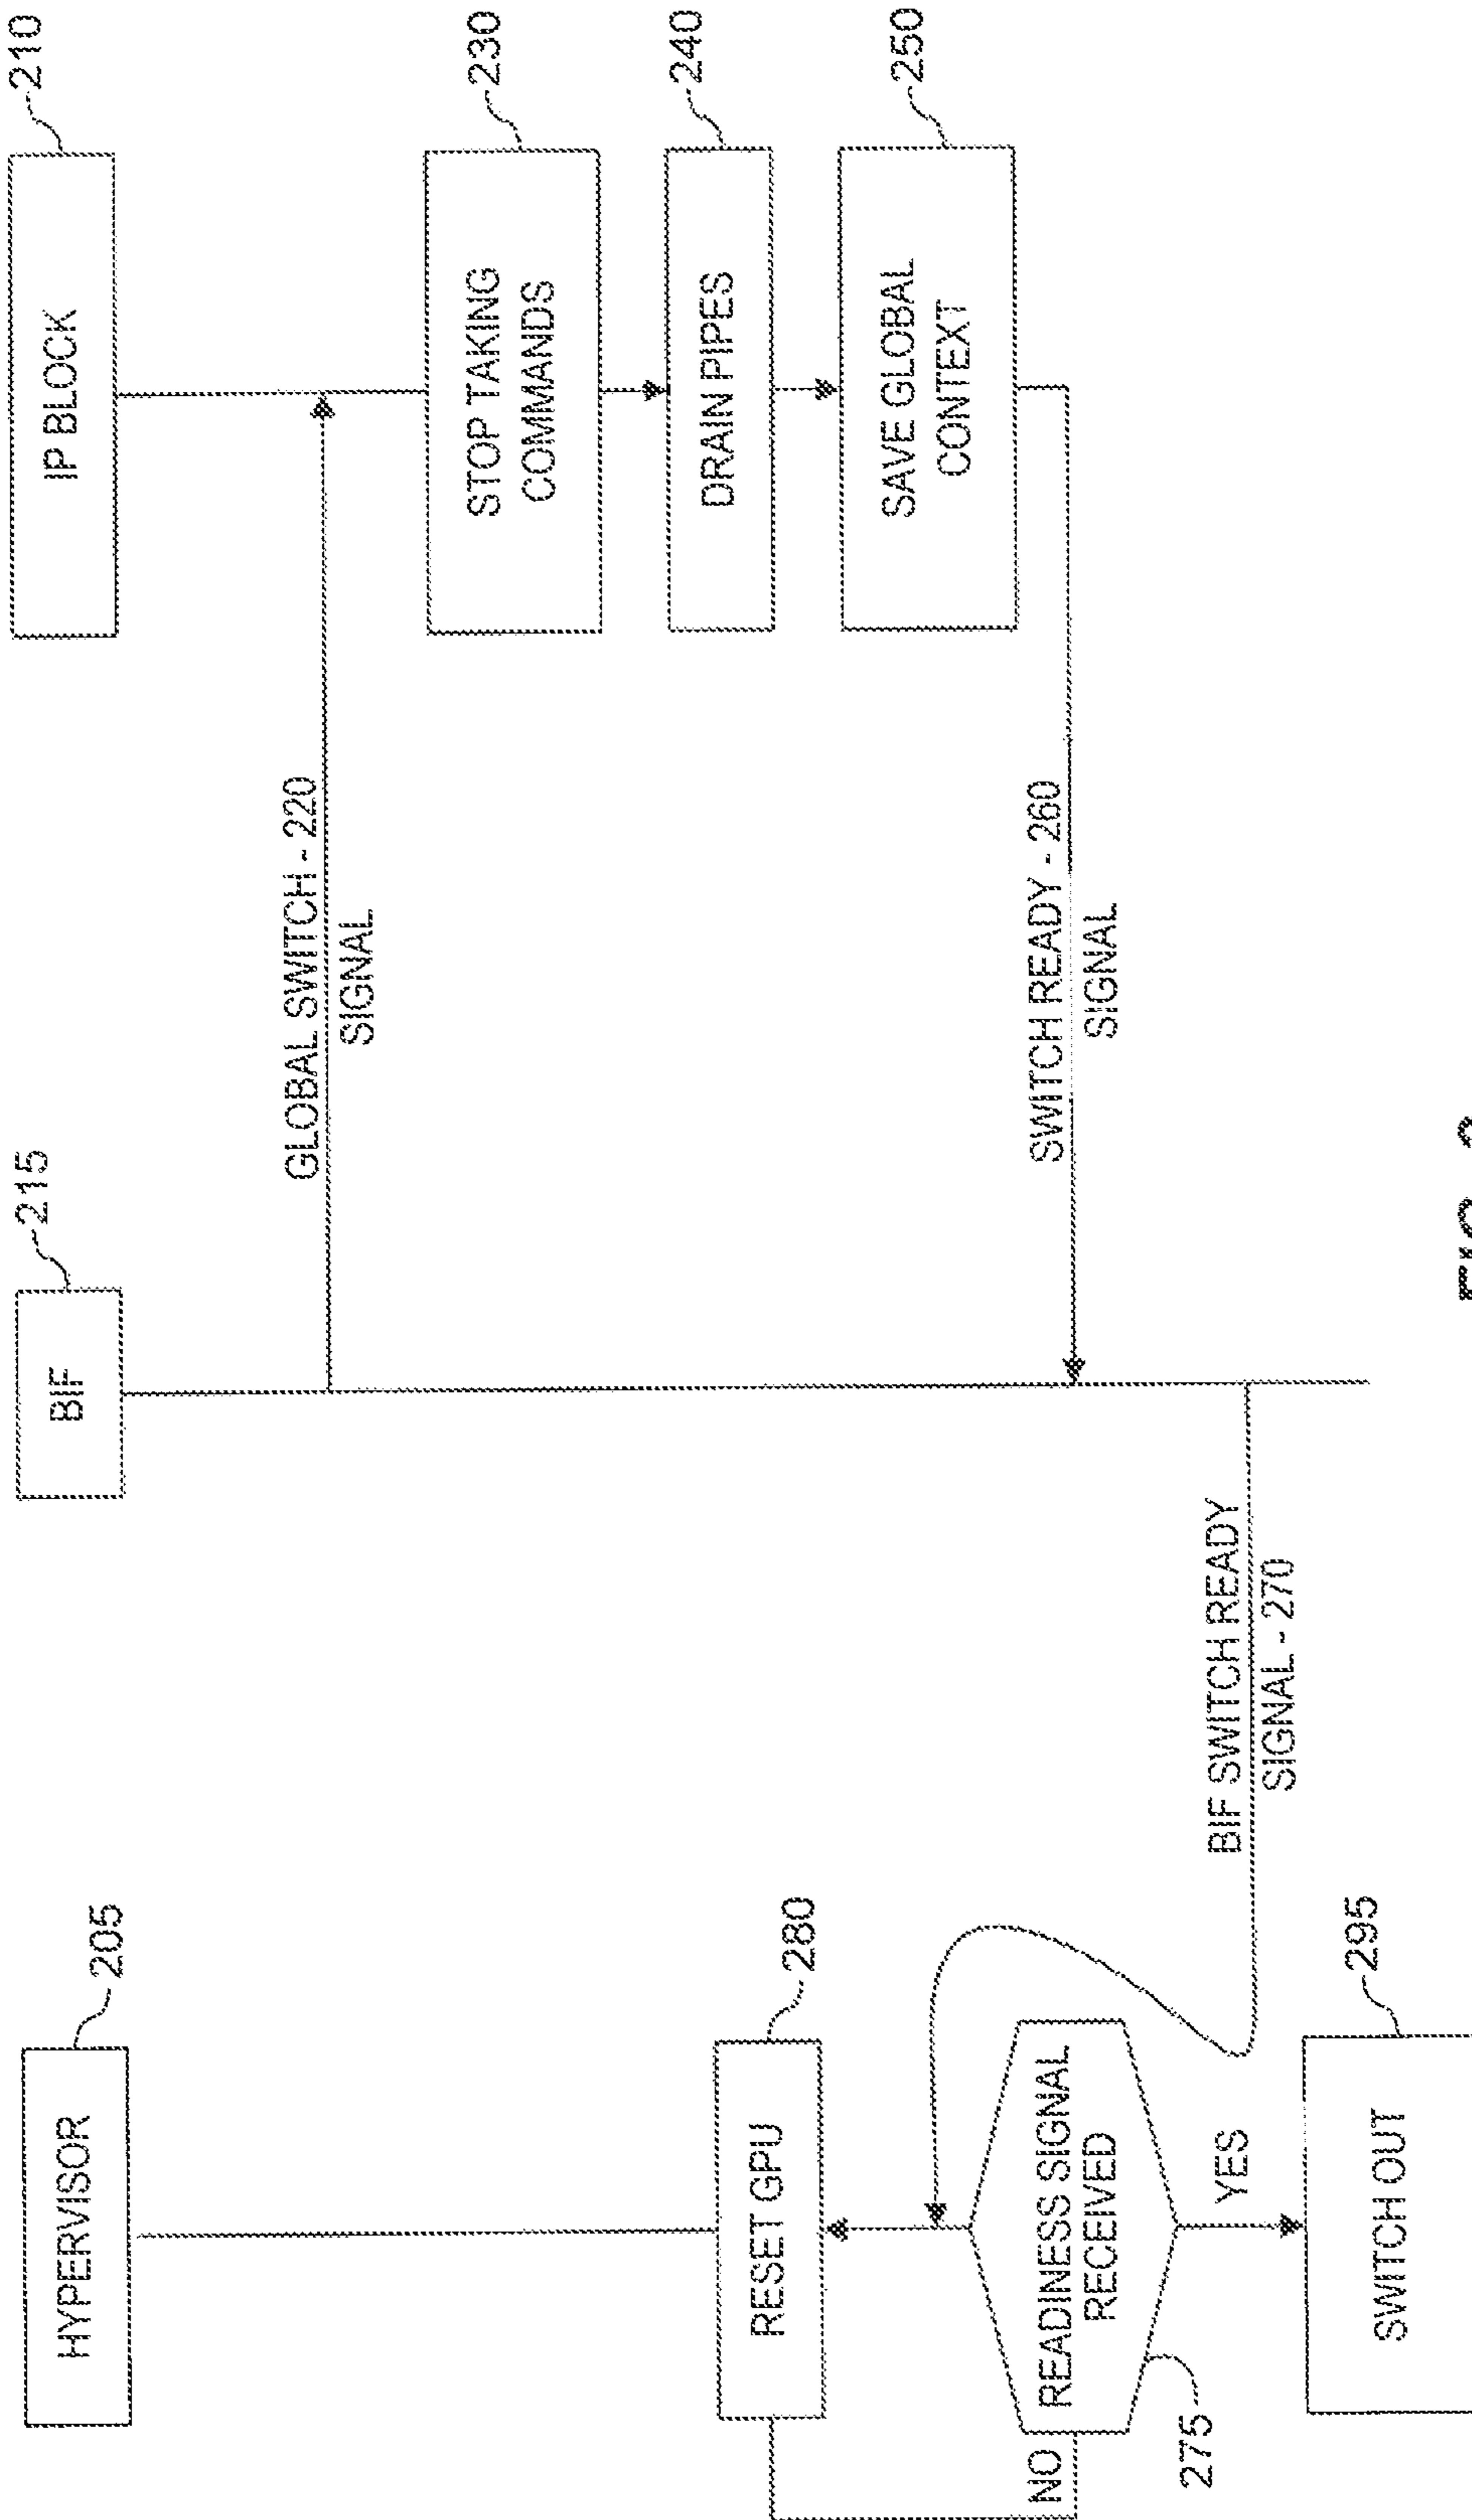 HYPERVISOR
205
BIF
215
IP BLOCK
210
GLOBAL SWITCH - 220
SIGNAL
STOP TAKING
COMMANDS
230
DRAIN PIPES
240
SAVE GLOBAL
CONTEXT
250
SWITCH READY - 260
SIGNAL
BIF SWITCH READY
SIGNAL - 270
RESET GPU
280
READINESS SIGNAL
RECEIVED
275
NO
YES
SWITCH OUT
295